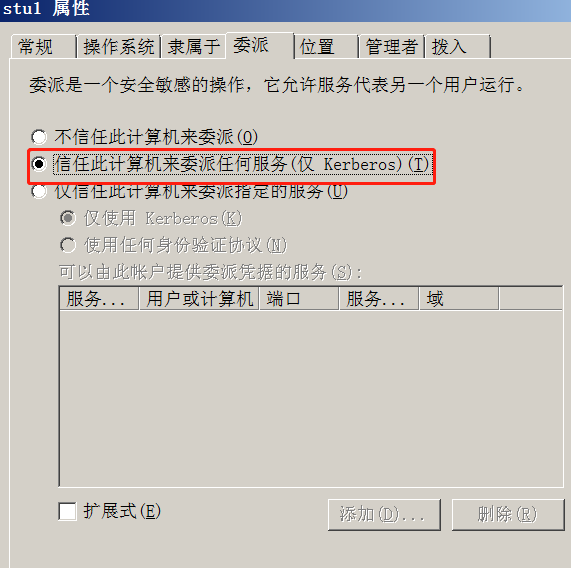 stu1 属性
常规 操作系统 隶属于 委派 位置 管理者 拨入
委派是一个安全敏感的操作，它允许服务代表另一个用户运行。
不信任此计算机来委派(O)
信任此计算机来委派任何服务(仅 Kerberos)(T)
仅信任此计算机来委派指定的服务(U)
仅使用 Kerberos(K)
使用任何身份验证协议(N)
可以由此帐户提供委派凭据的服务(S):
服务... 用户或计算机 端口 服务... 域
扩展式(E)
添加(D)... 删除(R)